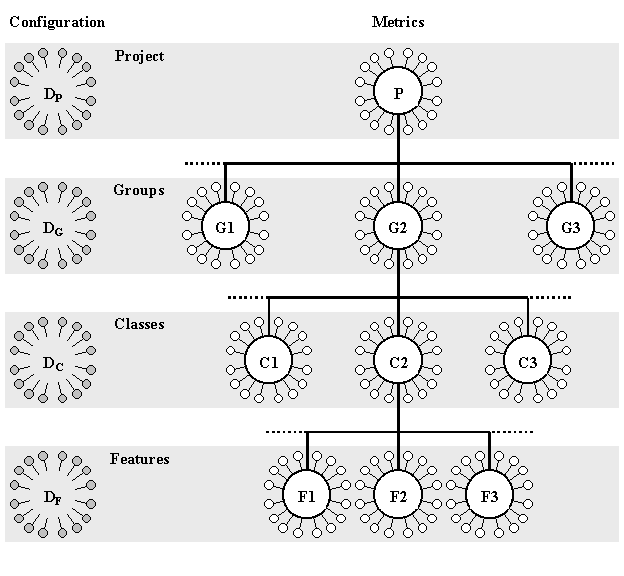 Configuration Metrics
Project
D_P P
Groups
D_G G1 G2 G3
Classes
D_C C1 C2 C3
Features
D_F F1 F2 F3